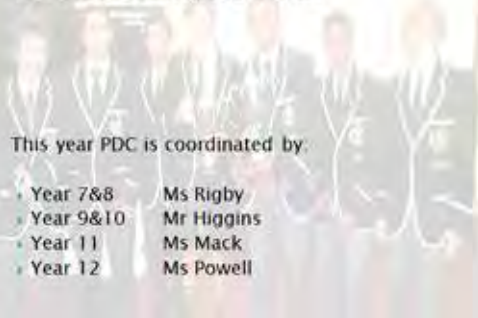 This year PDC is coordinated by:
Year 7&8 Ms Rigby
Year 9&10 Mr Higgins
Year 11 Ms Mack
Year 12 Ms Powell